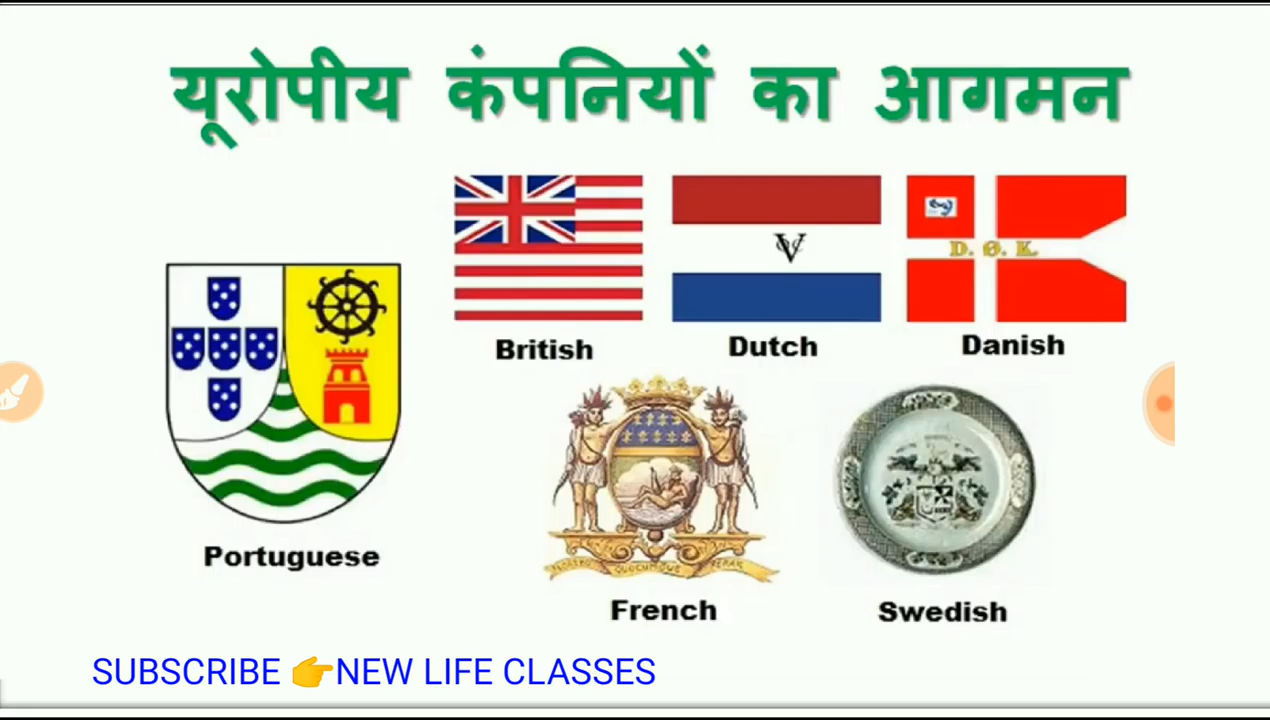 यूरोपीय कंपनियों का आगमन
D. O. K.
British
Dutch
Danish
Portuguese
French
Swedish
SUBSCRIBE 👉NEW LIFE CLASSES